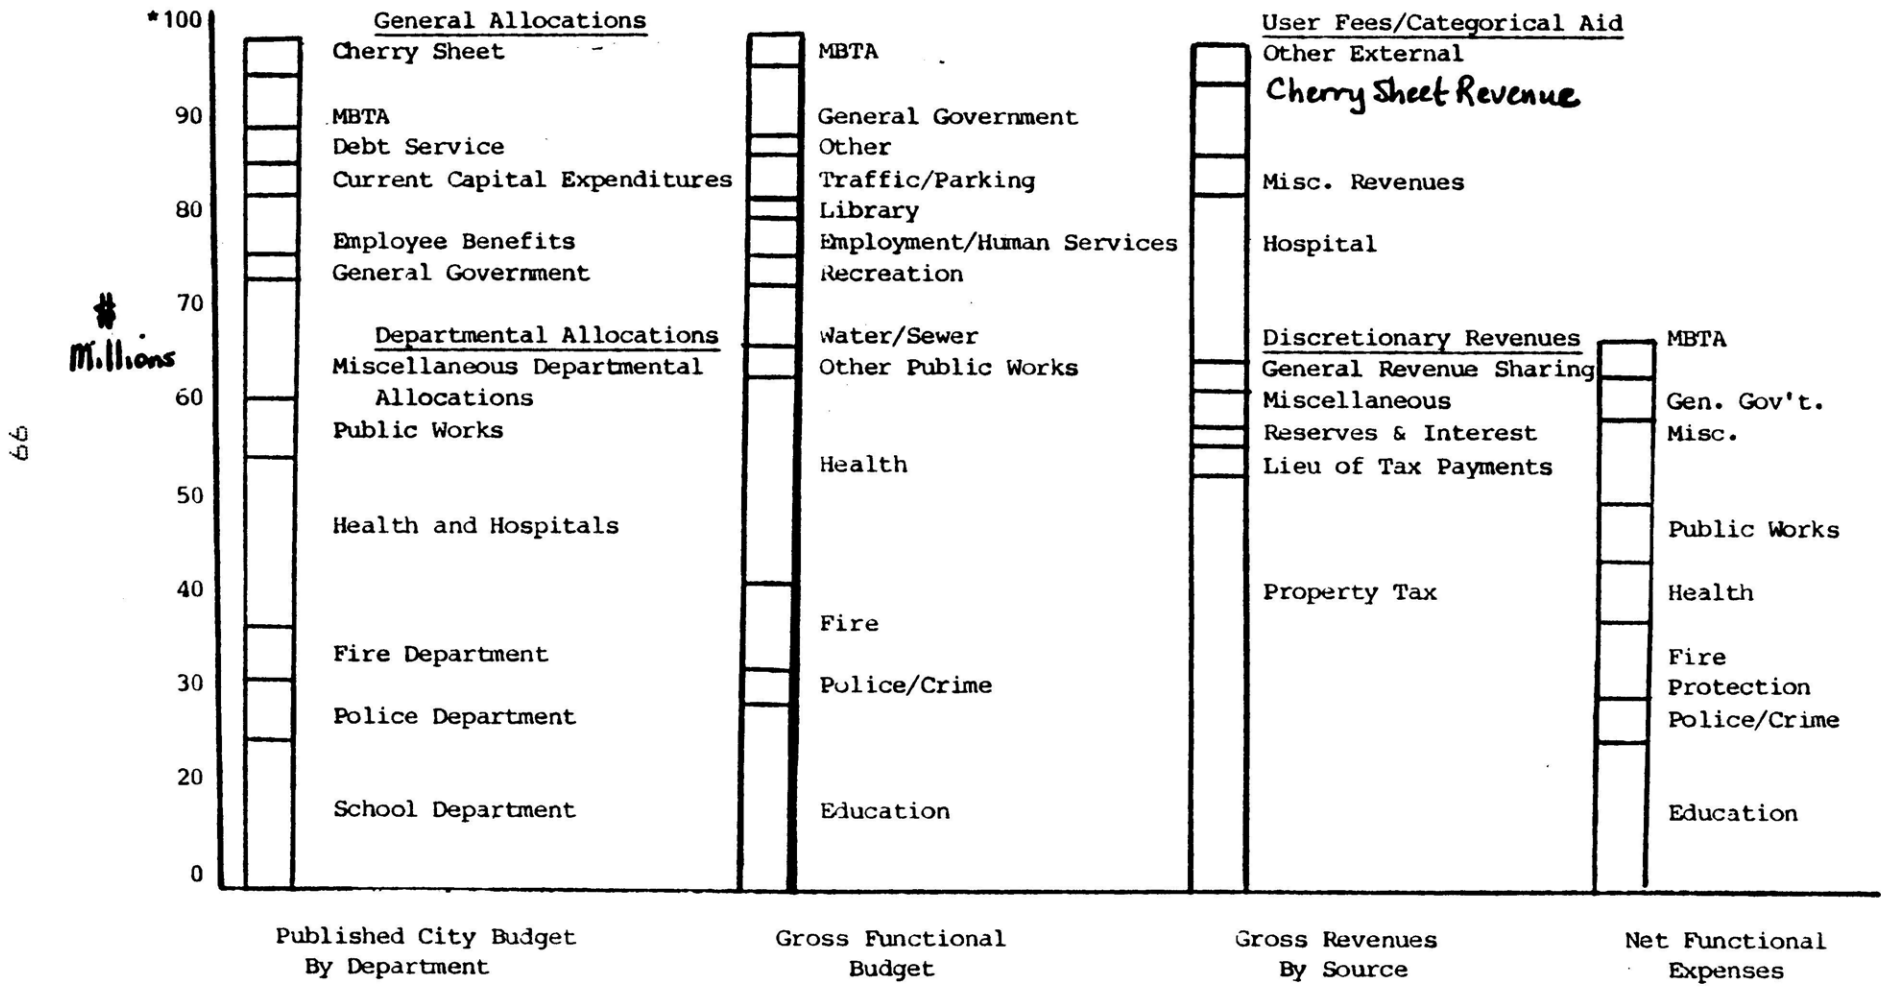 *100
90
80
70
60
50
40
30
20
10
0
# Millions
99
General Allocations
Cherry Sheet
MBTA
Debt Service
Current Capital Expenditures
Employee Benefits
General Government
Departmental Allocations
Miscellaneous Departmental
Allocations
Public Works
Health and Hospitals
Fire Department
Police Department
School Department
MBTA
General Government
Other
Traffic/Parking
Library
Employment/Human Services
Recreation
Water/Sewer
Other Public Works
Health
Fire
Police/Crime
Education
User Fees/Categorical Aid
Other External
Cherry Sheet Revenue
Misc. Revenues
Hospital
Discretionary Revenues
General Revenue Sharing
Miscellaneous
Reserves & Interest
Lieu of Tax Payments
Property Tax
MBTA
Gen. Gov't.
Misc.
Public Works
Health
Fire
Protection
Police/Crime
Education
Published City Budget
By Department
Gross Functional
Budget
Gross Revenues
By Source
Net Functional
Expenses